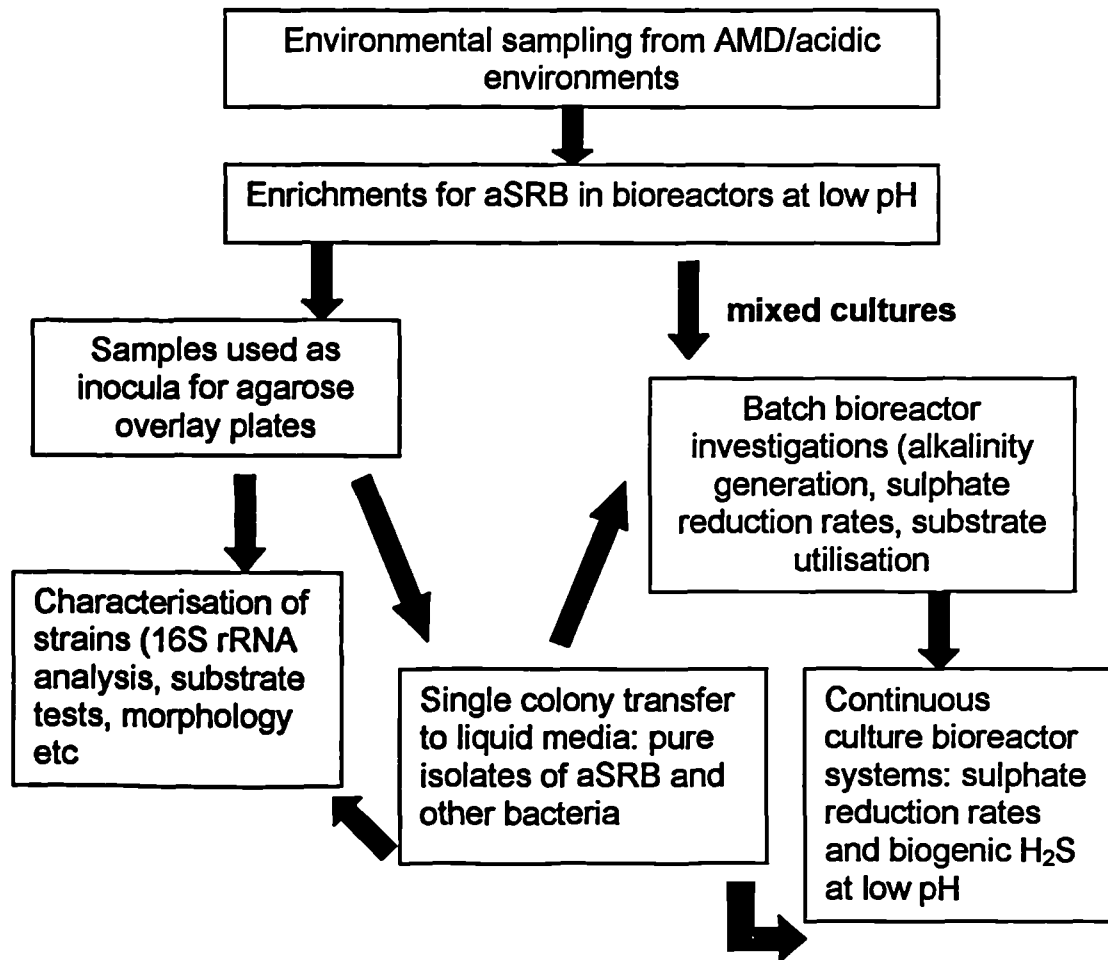 Environmental sampling from AMD/acidic
environments
Enrichments for aSRB in bioreactors at low pH
mixed cultures
Samples used as
inocula for agarose
overlay plates
Batch bioreactor
investigations (alkalinity
generation, sulphate
reduction rates, substrate
utilisation
Characterisation of
strains (16S rRNA
analysis, substrate
tests, morphology
etc
Single colony transfer
to liquid media: pure
isolates of aSRB and
other bacteria
Continuous
culture bioreactor
systems: sulphate
reduction rates
and biogenic H₂S
at low pH